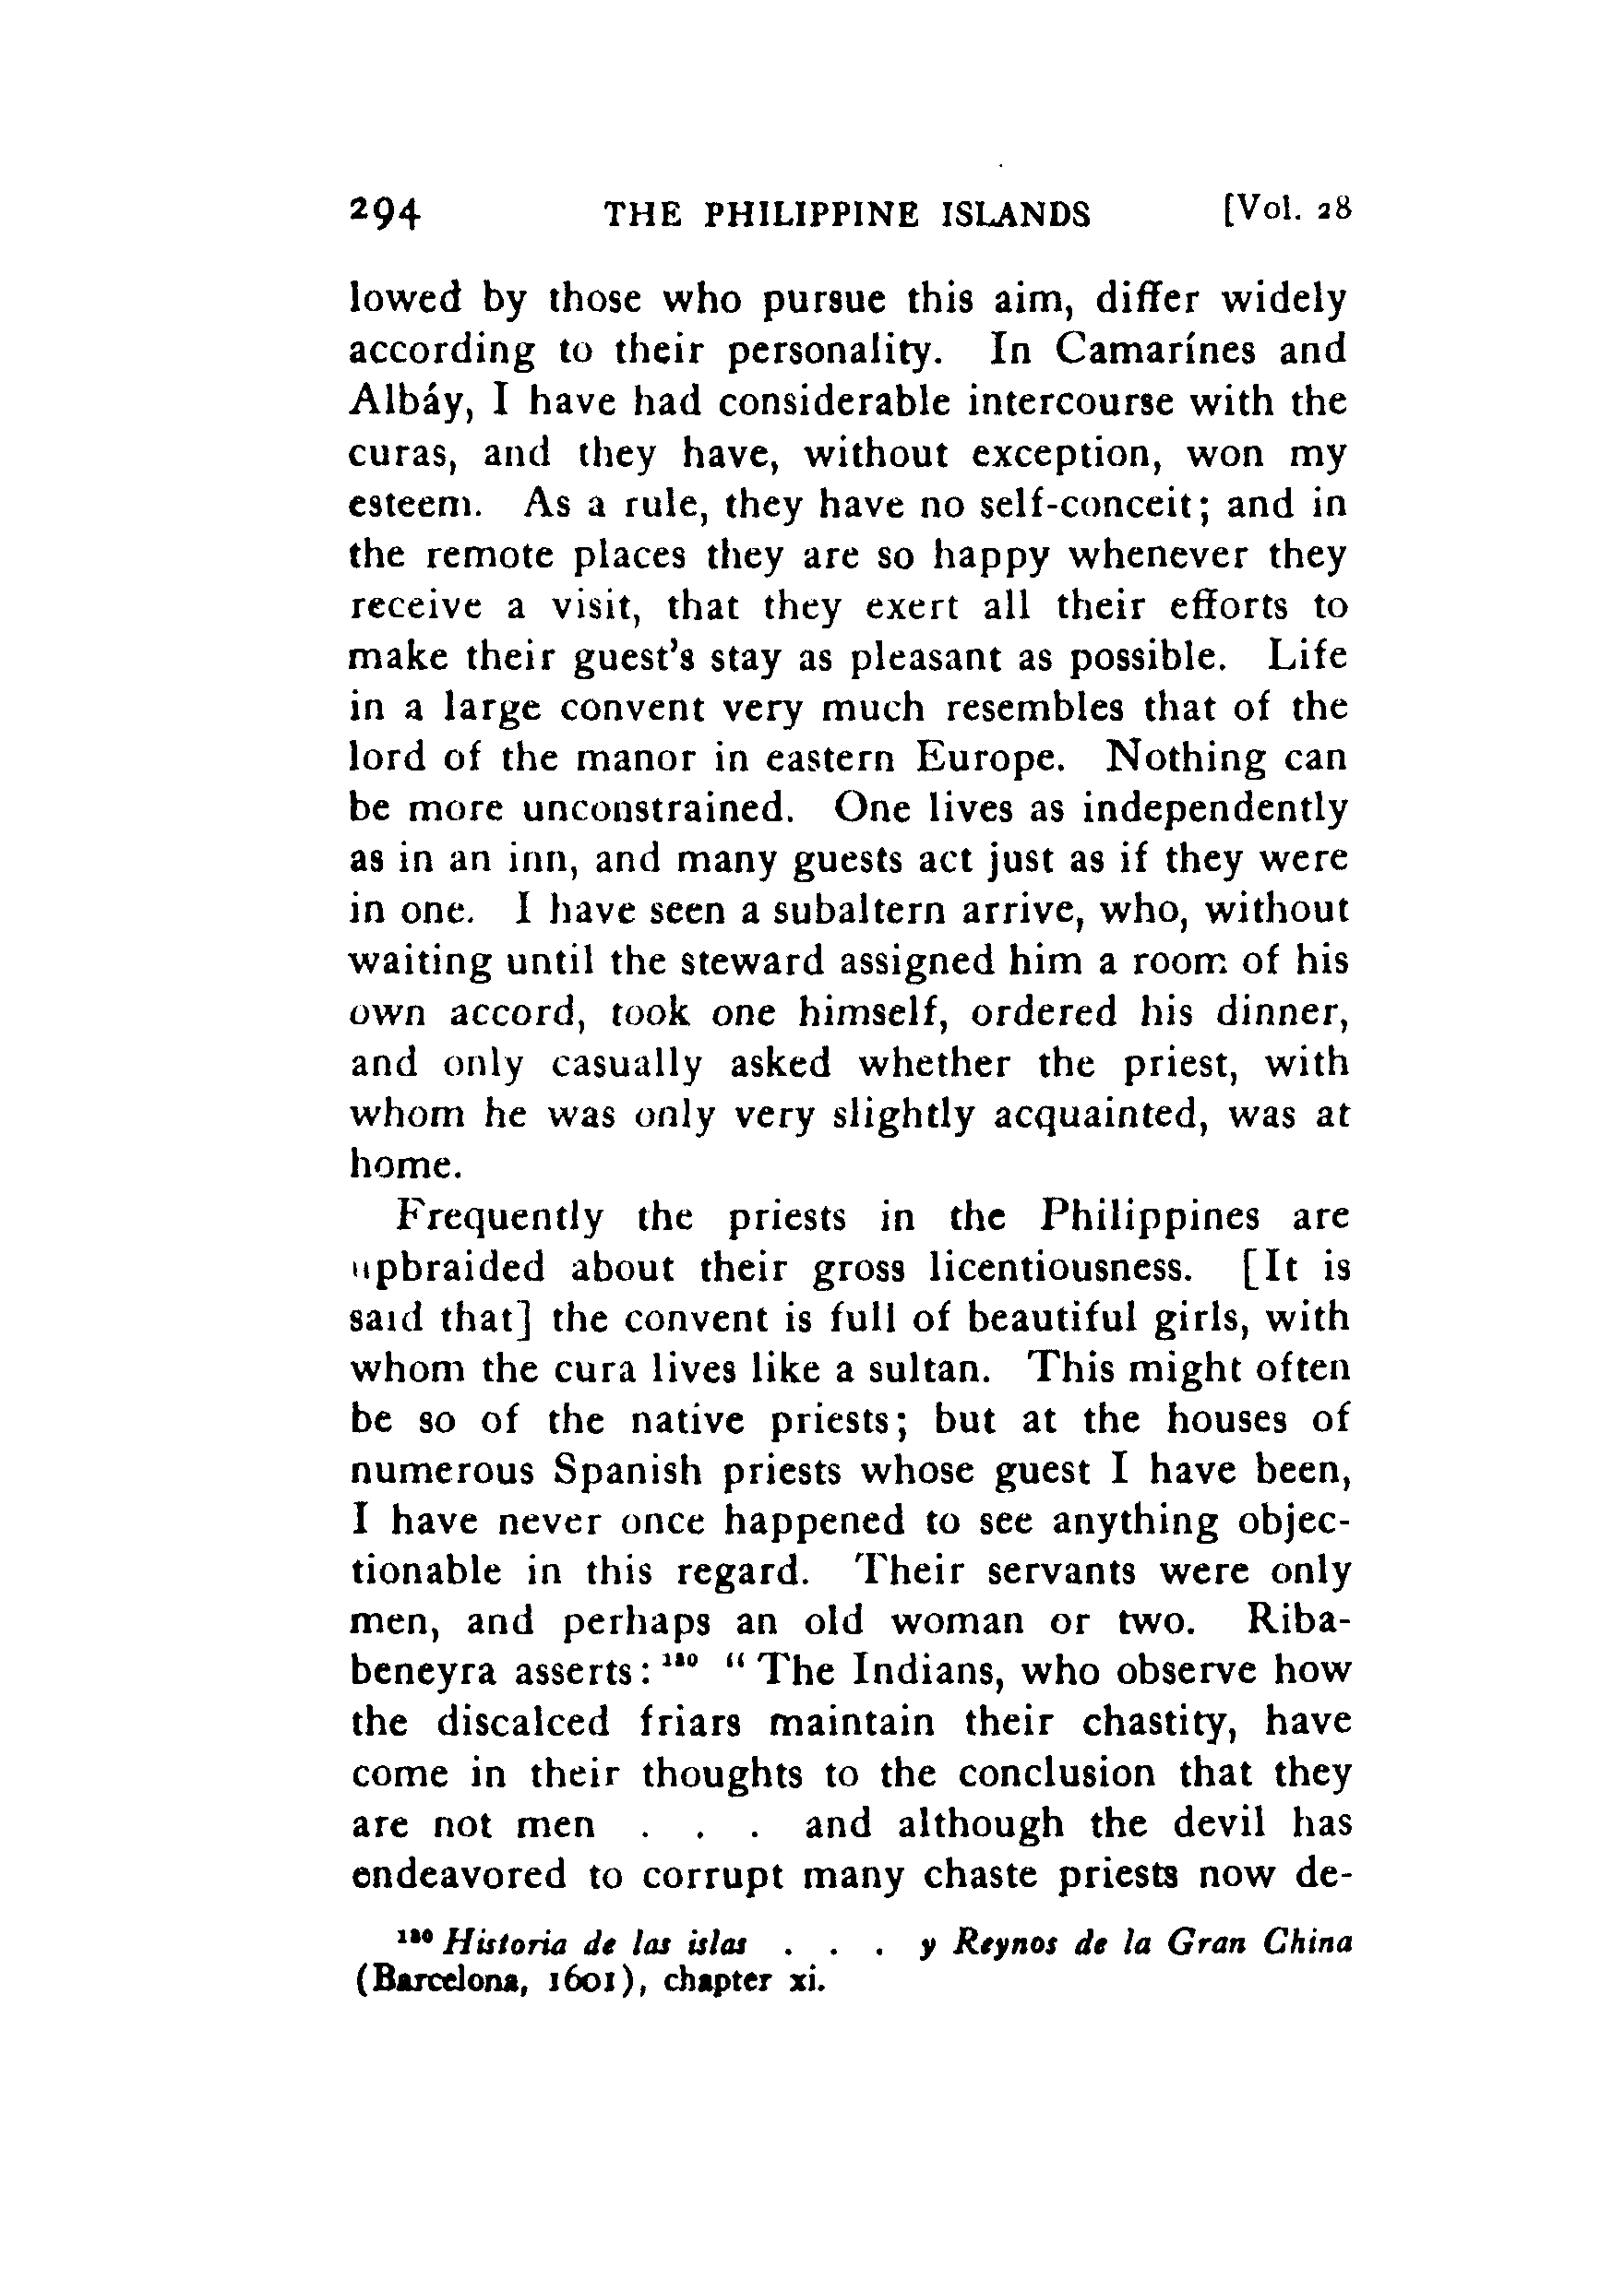 294 THE PHILIPPINE ISLANDS [Vol. 28
lowed by those who pursue this aim, differ widely
according to their personality. In Camarínes and
Albáy, I have had considerable intercourse with the
curas, and they have, without exception, won my
esteem. As a rule, they have no self-conceit; and in
the remote places they are so happy whenever they
receive a visit, that they exert all their efforts to
make their guest's stay as pleasant as possible. Life
in a large convent very much resembles that of the
lord of the manor in eastern Europe. Nothing can
be more unconstrained. One lives as independently
as in an inn, and many guests act just as if they were
in one. I have seen a subaltern arrive, who, without
waiting until the steward assigned him a room of his
own accord, took one himself, ordered his dinner,
and only casually asked whether the priest, with
whom he was only very slightly acquainted, was at
home.
Frequently the priests in the Philippines are
upbraided about their gross licentiousness. [It is
said that] the convent is full of beautiful girls, with
whom the cura lives like a sultan. This might often
be so of the native priests; but at the houses of
numerous Spanish priests whose guest I have been,
I have never once happened to see anything objec-
tionable in this regard. Their servants were only
men, and perhaps an old woman or two. Riba-
beneyra asserts: "The Indians, who observe how
the discalced friars maintain their chastity, have
come in their thoughts to the conclusion that they
are not men . . . and although the devil has
endeavored to corrupt many chaste priests now de-
Historia de las islas . . . y Reynos de la Gran China
(Barcelona, 1601), chapter xi.